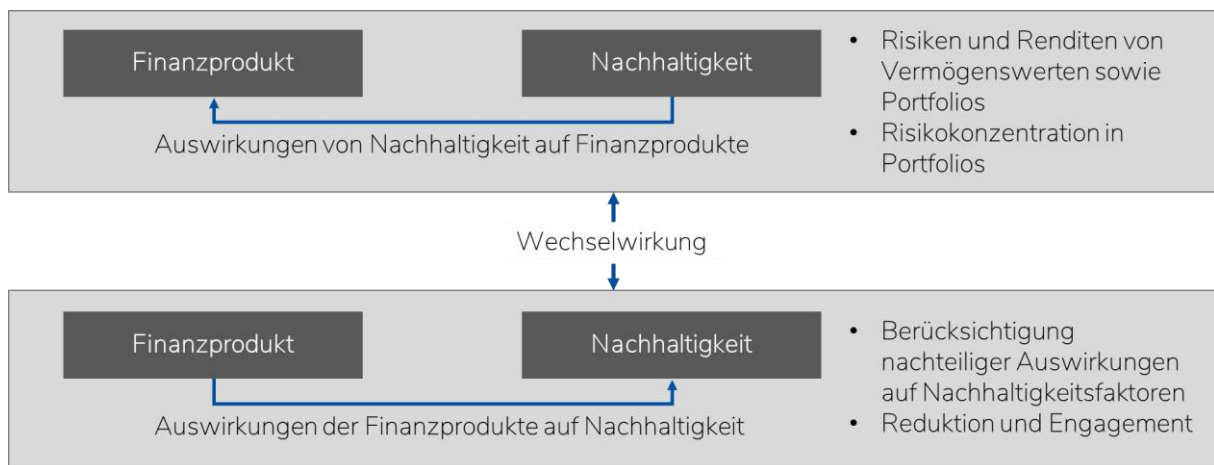 Finanzprodukt
Nachhaltigkeit
Auswirkungen von Nachhaltigkeit auf Finanzprodukte
• Risiken und Renditen von
Vermögenswerten sowie
Portfolios
• Risikokonzentration in
Portfolios
Wechselwirkung
Finanzprodukt
Nachhaltigkeit
Auswirkungen der Finanzprodukte auf Nachhaltigkeit
• Berücksichtigung
nachteiliger Auswirkungen
auf Nachhaltigkeitsfaktoren
• Reduktion und Engagement